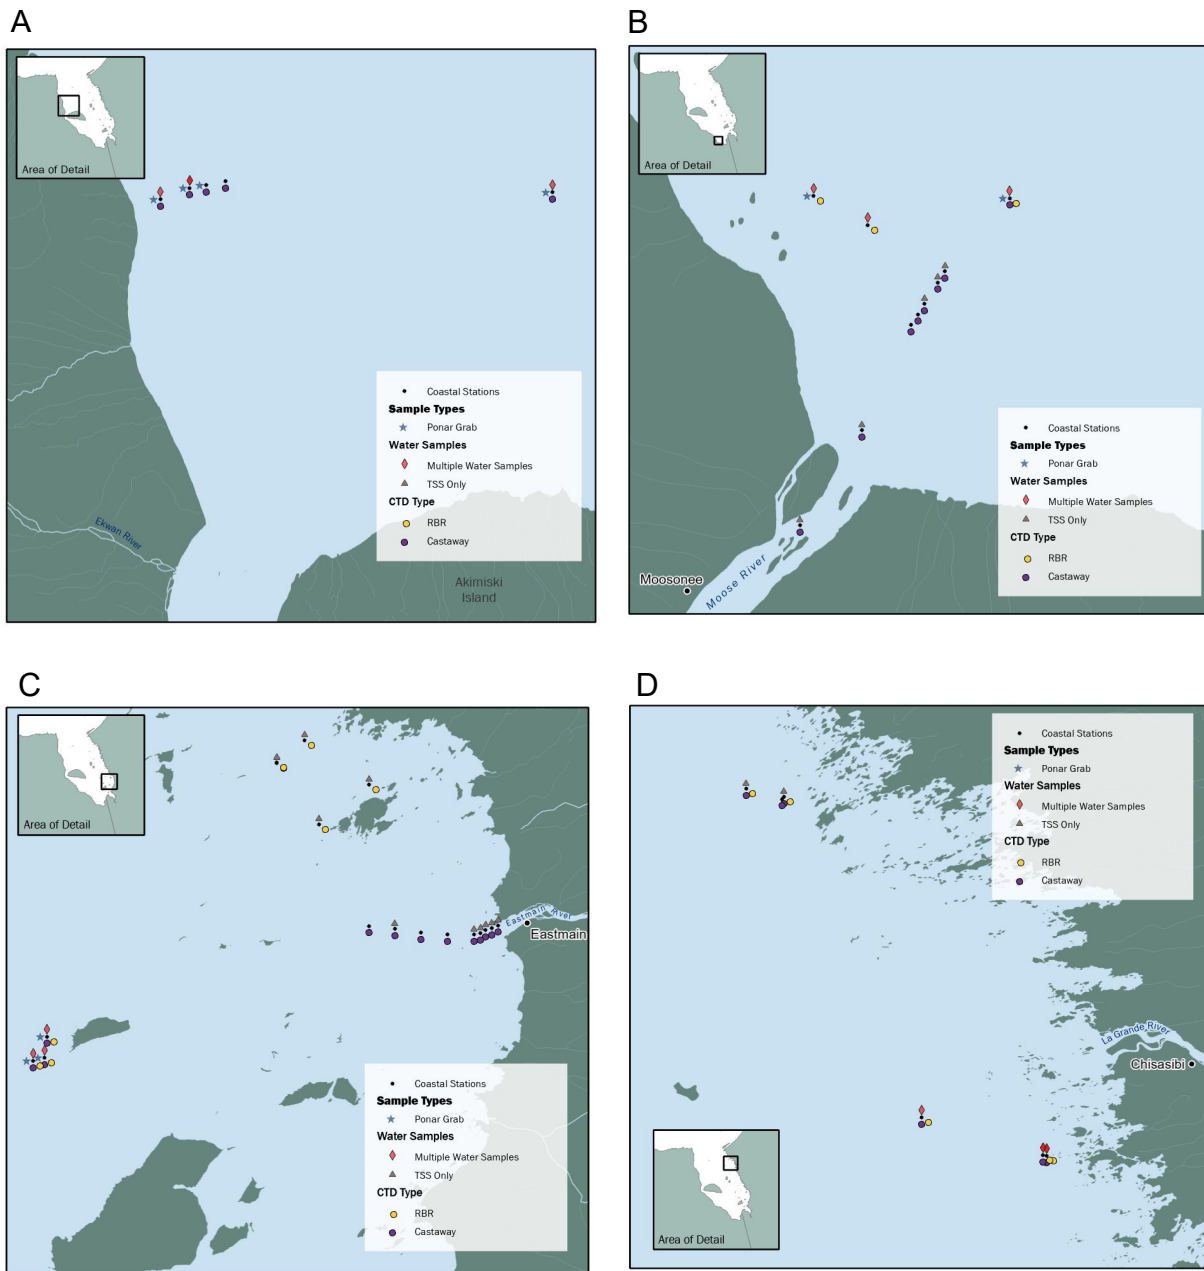 A
Area of Detail
Coastal Stations
Sample Types
Ponar Grab
Water Samples
Multiple Water Samples
TSS Only
CTD Type
RBR
Castaway
Ekwan River
Akimiski
Island
B
Area of Detail
Coastal Stations
Sample Types
Ponar Grab
Water Samples
Multiple Water Samples
TSS Only
CTD Type
RBR
Castaway
Moosonee
Moose River
C
Area of Detail
Eastmain River
Eastmain
Coastal Stations
Sample Types
Ponar Grab
Water Samples
Multiple Water Samples
TSS Only
CTD Type
RBR
Castaway
D
Coastal Stations
Sample Types
Ponar Grab
Water Samples
Multiple Water Samples
TSS Only
CTD Type
RBR
Castaway
La Grande River
Chisasibi
Area of Detail